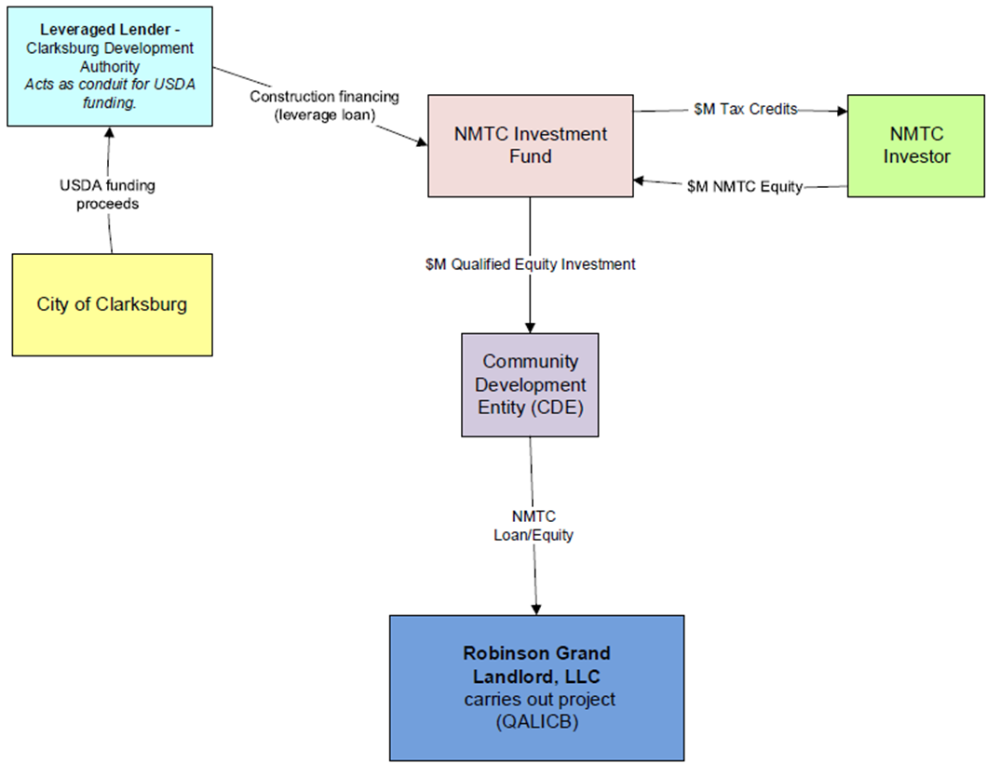 Leveraged Lender -
Clarksburg Development
Authority
Acts as conduit for USDA
funding.
Construction financing
(leverage loan)
NMTC Investment
Fund
$M Tax Credits
NMTC
Investor
$M NMTC Equity
USDA funding
proceeds
City of Clarksburg
$M Qualified Equity Investment
Community
Development
Entity (CDE)
NMTC
Loan/Equity
Robinson Grand
Landlord, LLC
carries out project
(QALICB)